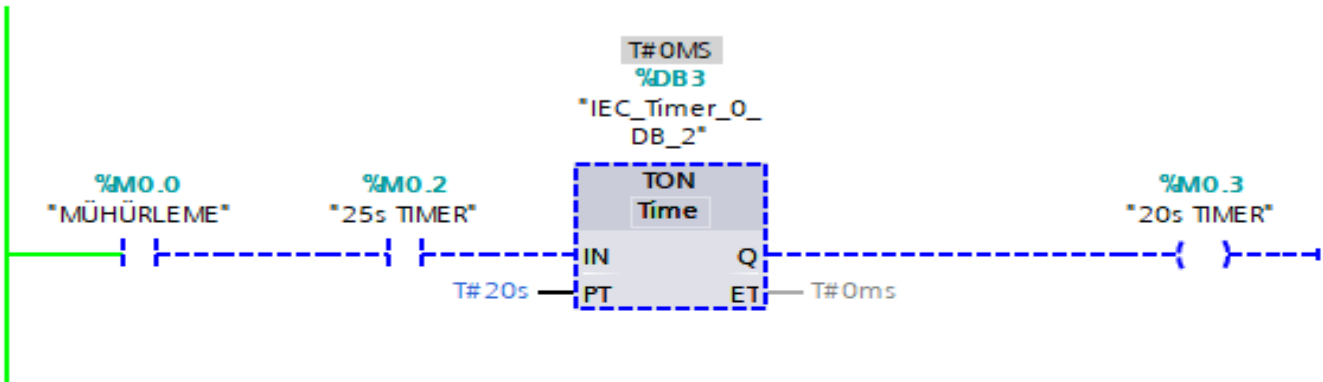 T#0MS
%DB3
"IEC_Timer_0_
DB_2"
%M0.0
"MÜHÜRLEME"
%M0.2
"25s TIMER"
TON
Time
%M0.3
"20s TIMER"
IN
Q
T#20s
PT
ET
T#0ms